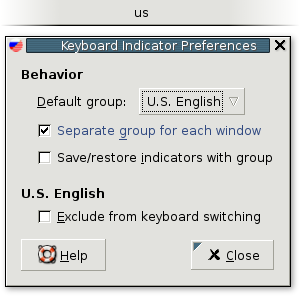 us
Keyboard Indicator Preferences
Behavior
Default group: U.S. English
Separate group for each window
Save/restore indicators with group
U.S. English
Exclude from keyboard switching
Help Close